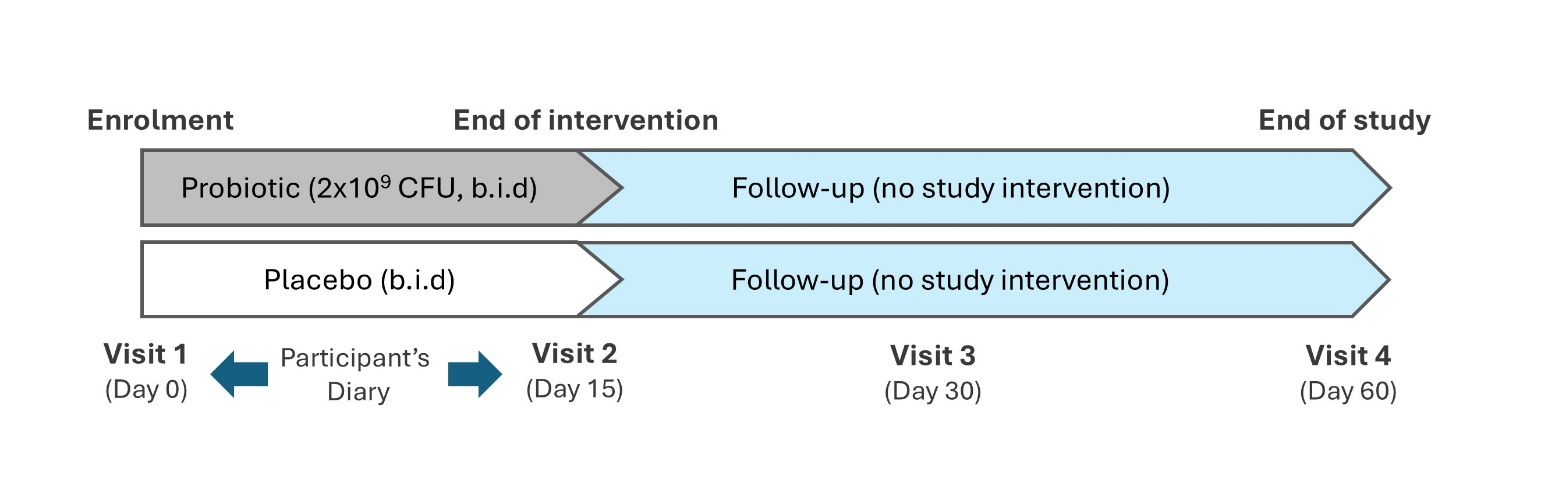 Enrolment
End of intervention
End of study
Probiotic (2x10⁹ CFU, b.i.d)
Follow-up (no study intervention)
Placebo (b.i.d)
Follow-up (no study intervention)
Visit 1
(Day 0)
Participant’s
Diary
Visit 2
(Day 15)
Visit 3
(Day 30)
Visit 4
(Day 60)